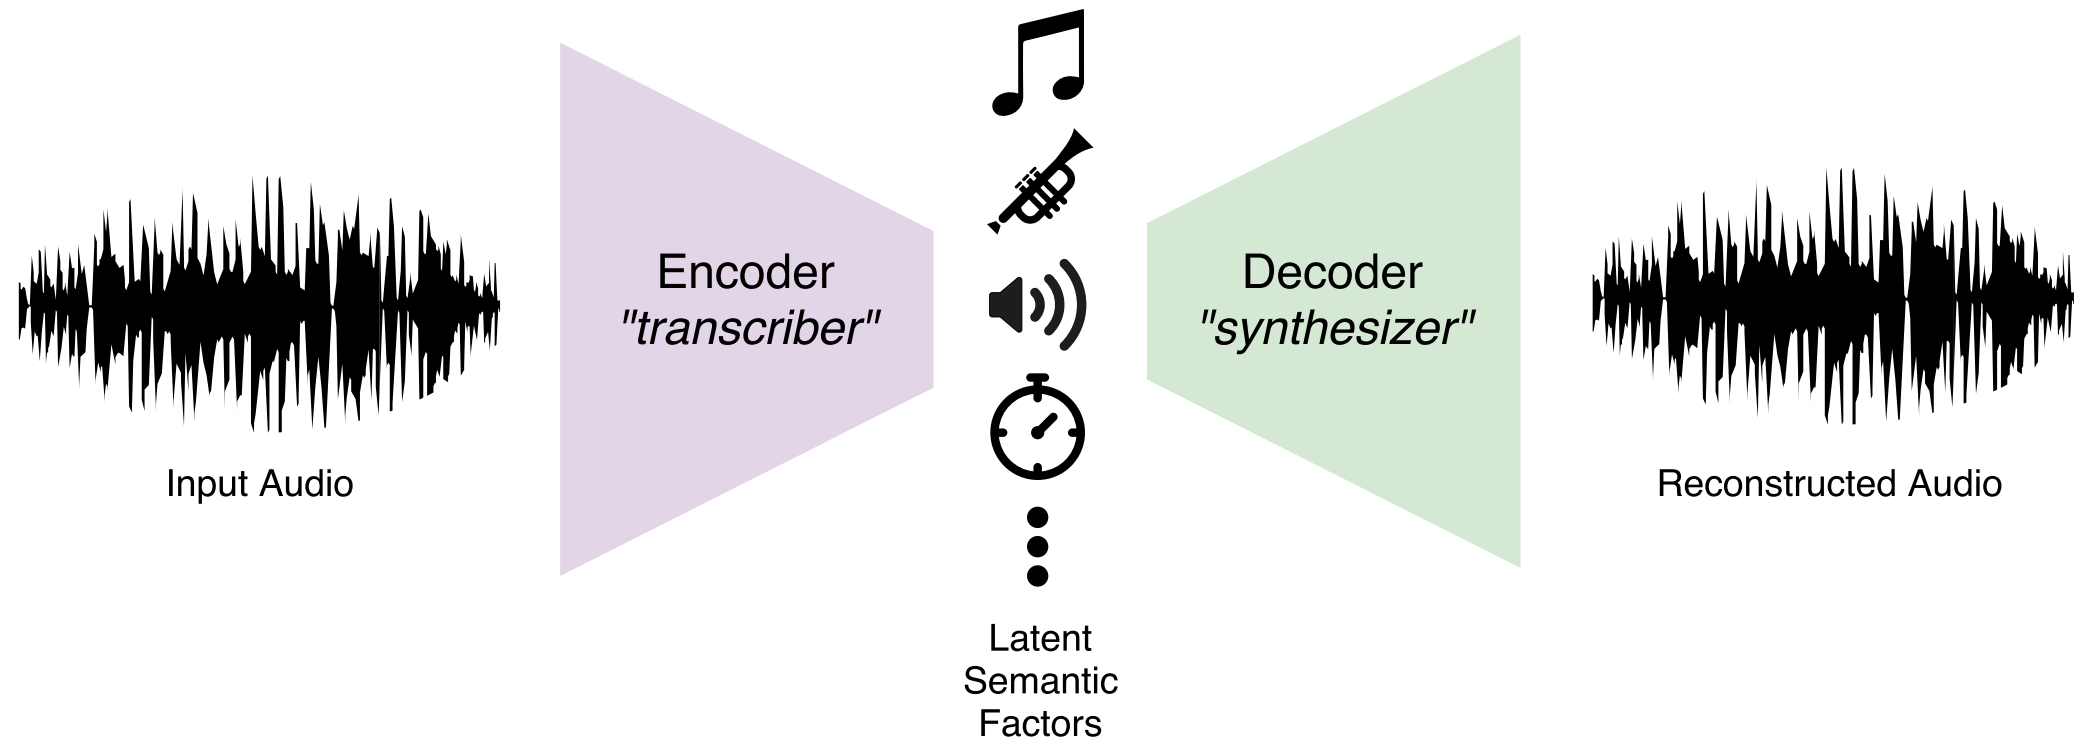 Input Audio
Encoder
"transcriber"
Latent
Semantic
Factors
Decoder
"synthesizer"
Reconstructed Audio